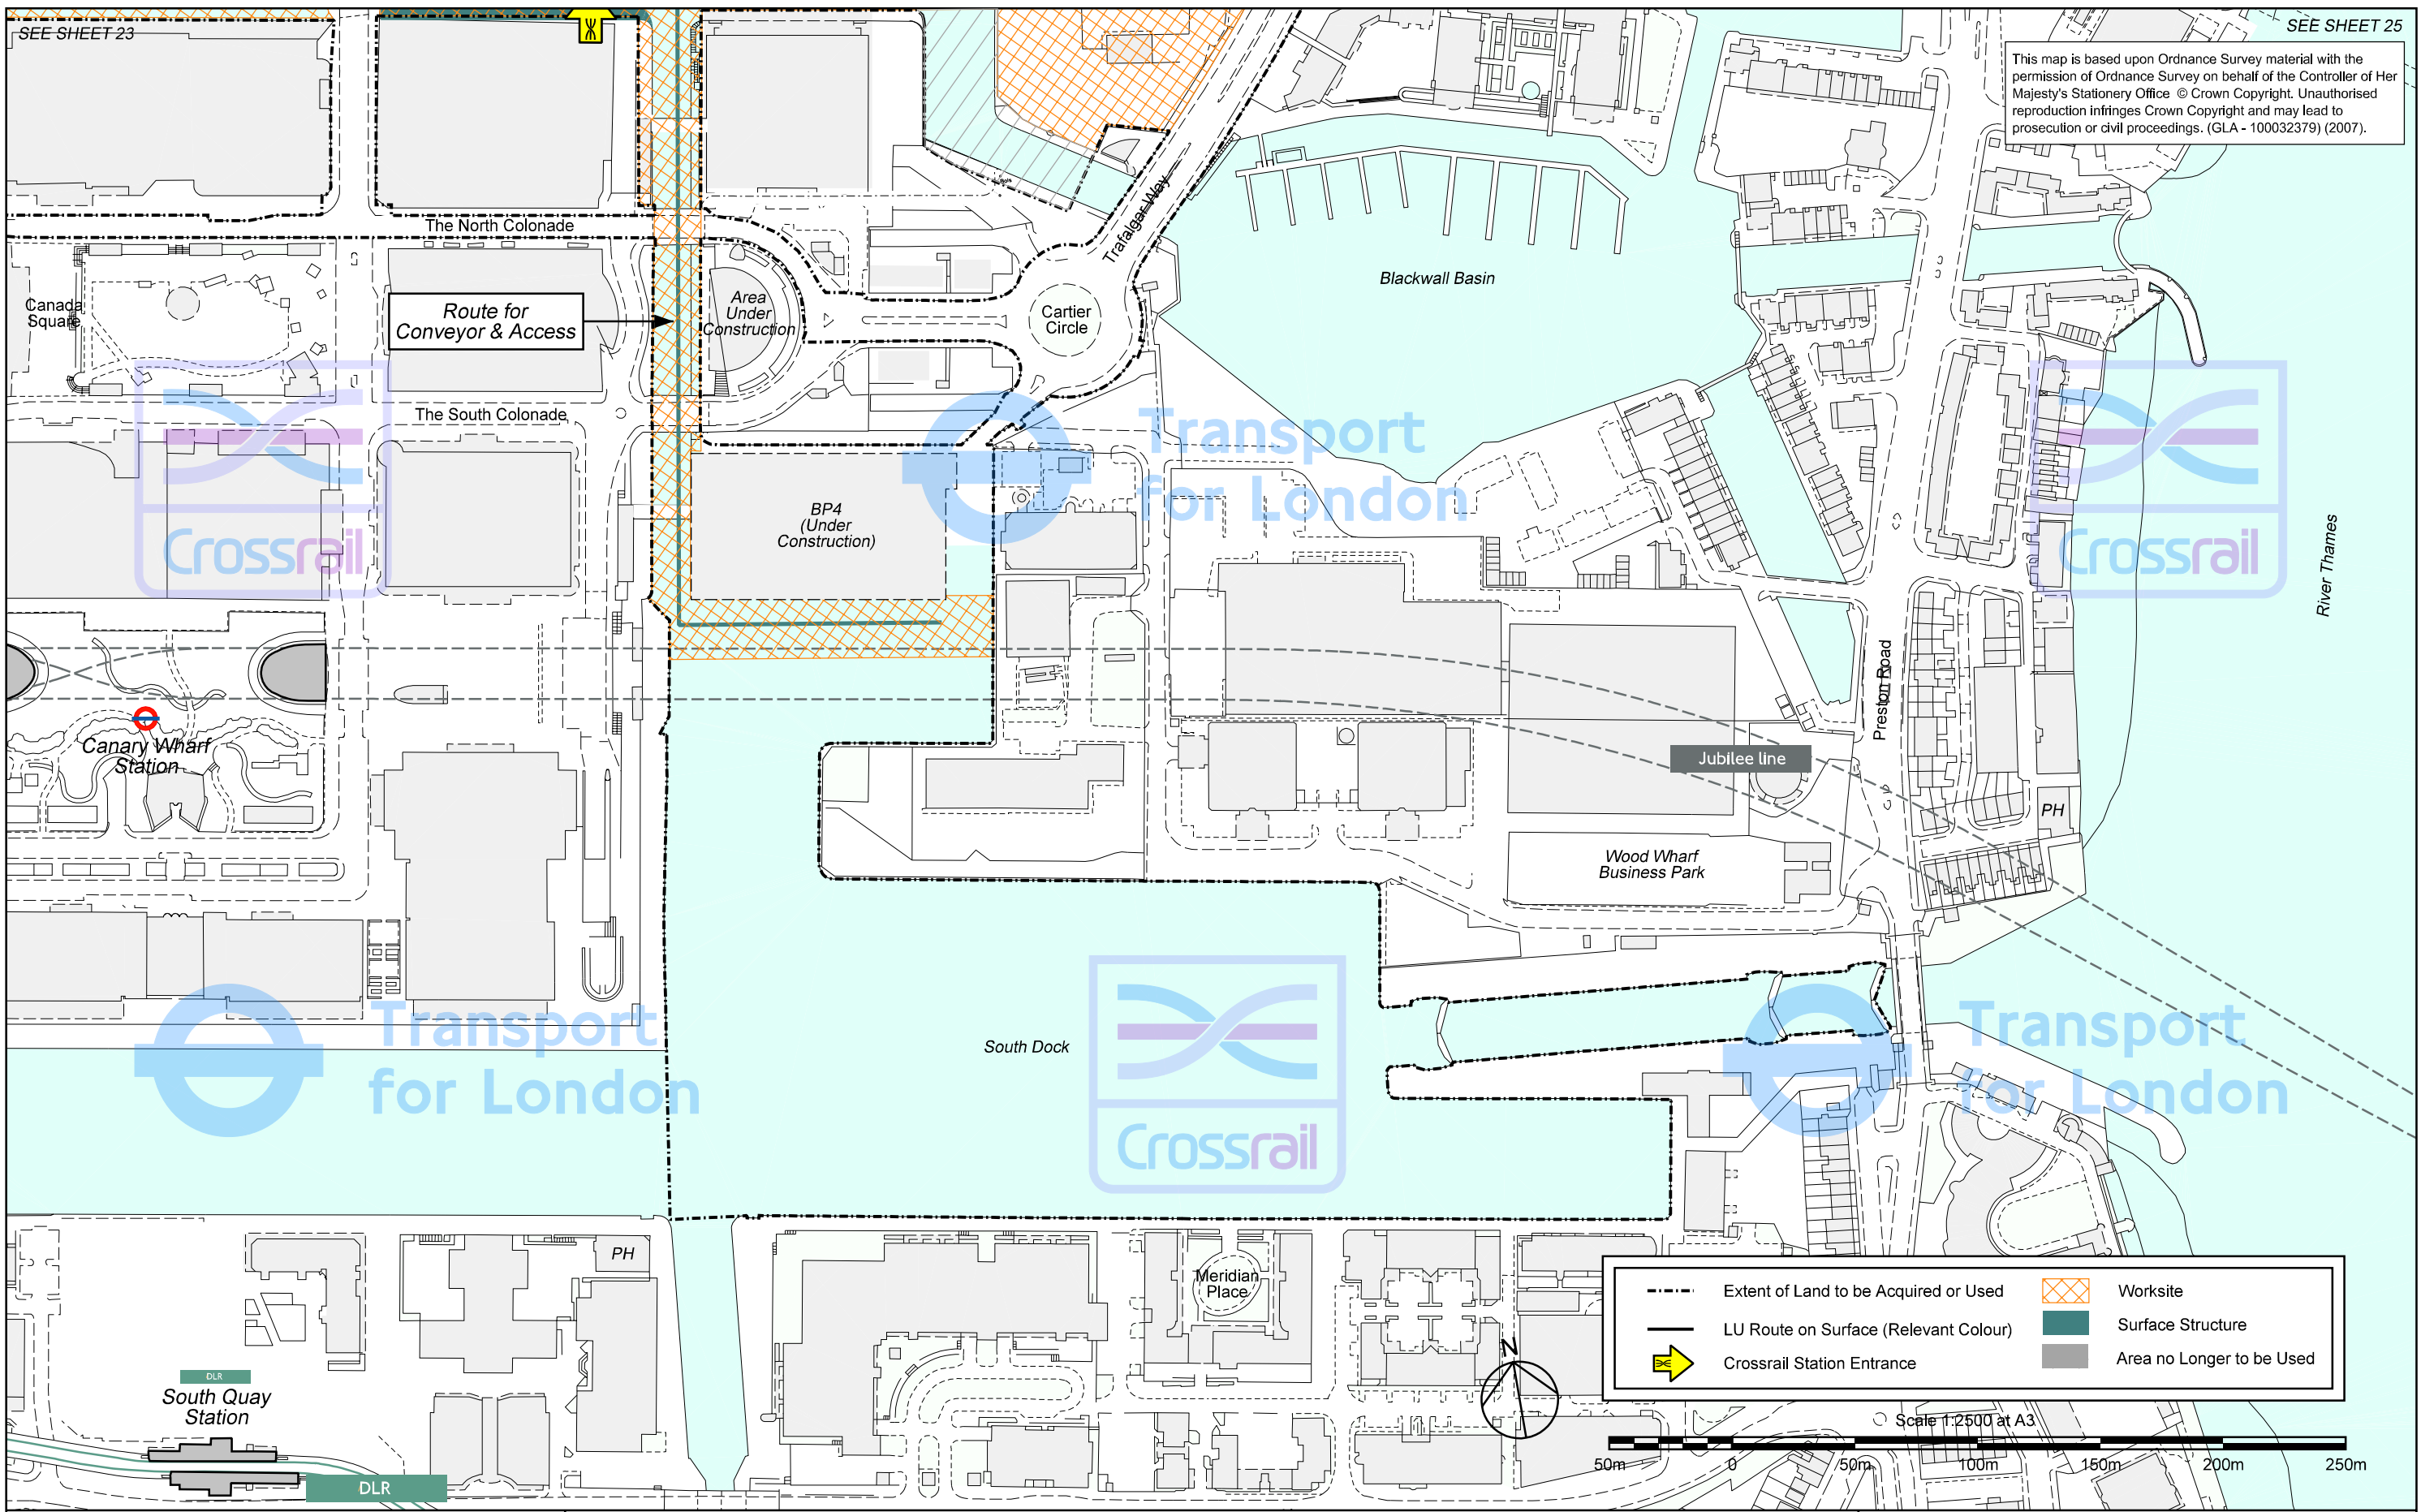 SEE SHEET 23
SEE SHEET 25
This map is based upon Ordnance Survey material with the
permission of Ordnance Survey on behalf of the Controller of Her
Majesty's Stationery Office © Crown Copyright. Unauthorised
reproduction infringes Crown Copyright and may lead to
prosecution or civil proceedings. (GLA - 100032379) (2007).
The North Colonade
Trafalgar Way
Blackwall Basin
Canada
Square
Route for
Conveyor & Access
Area
Under
Construction
Cartier
Circle
The South Colonade
Crossrail
Transport
for London
Crossrail
BP4
(Under
Construction)
River Thames
Preston Road
Canary Wharf
Station
Jubilee line
PH
Wood Wharf
Business Park
Transport
for London
South Dock
Crossrail
Transport
for London
PH
Meridian
Place
DLR
South Quay
Station
DLR
Extent of Land to be Acquired or Used
LU Route on Surface (Relevant Colour)
Crossrail Station Entrance
Worksite
Surface Structure
Area no Longer to be Used
N
Scale 1:2500 at A3
50m 0 50m 100m 150m 200m 250m